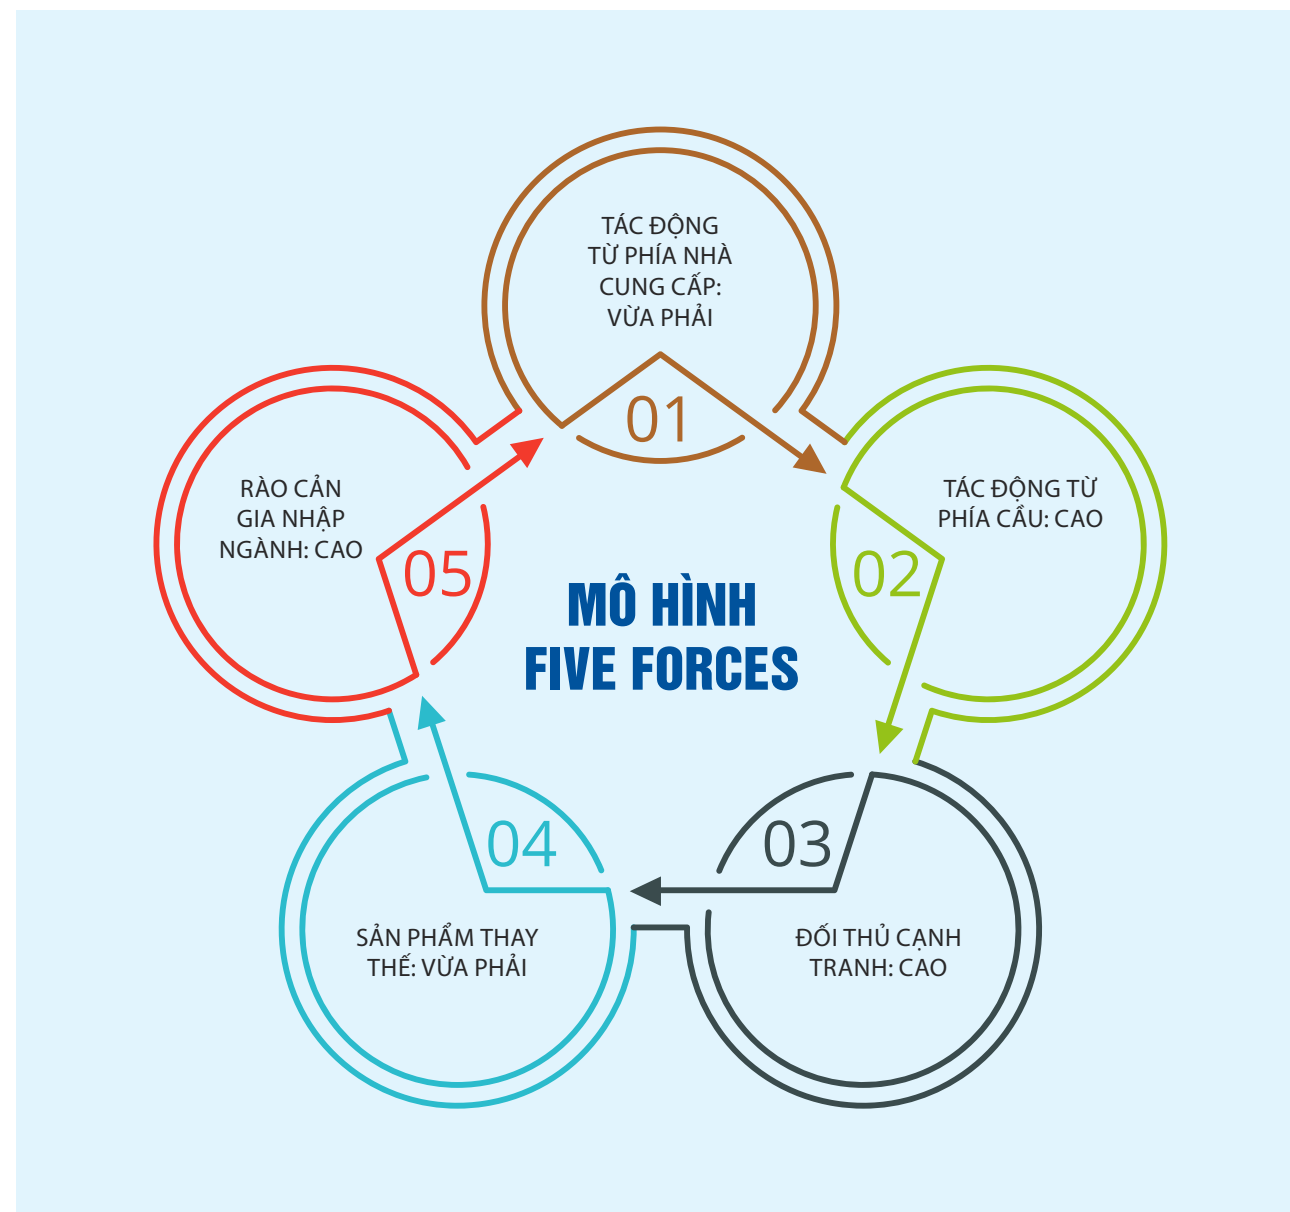 TÁC ĐỘNG
TỪ PHÍA NHÀ
CUNG CẤP:
VỪA PHẢI
01
TÁC ĐỘNG TỪ
PHÍA CẦU: CAO
02
RÀO CẢN
GIA NHẬP
NGÀNH: CAO
05
MÔ HÌNH
FIVE FORCES
04
SẢN PHẨM THAY
THẾ: VỪA PHẢI
03
ĐỐI THỦ CẠNH
TRANH: CAO